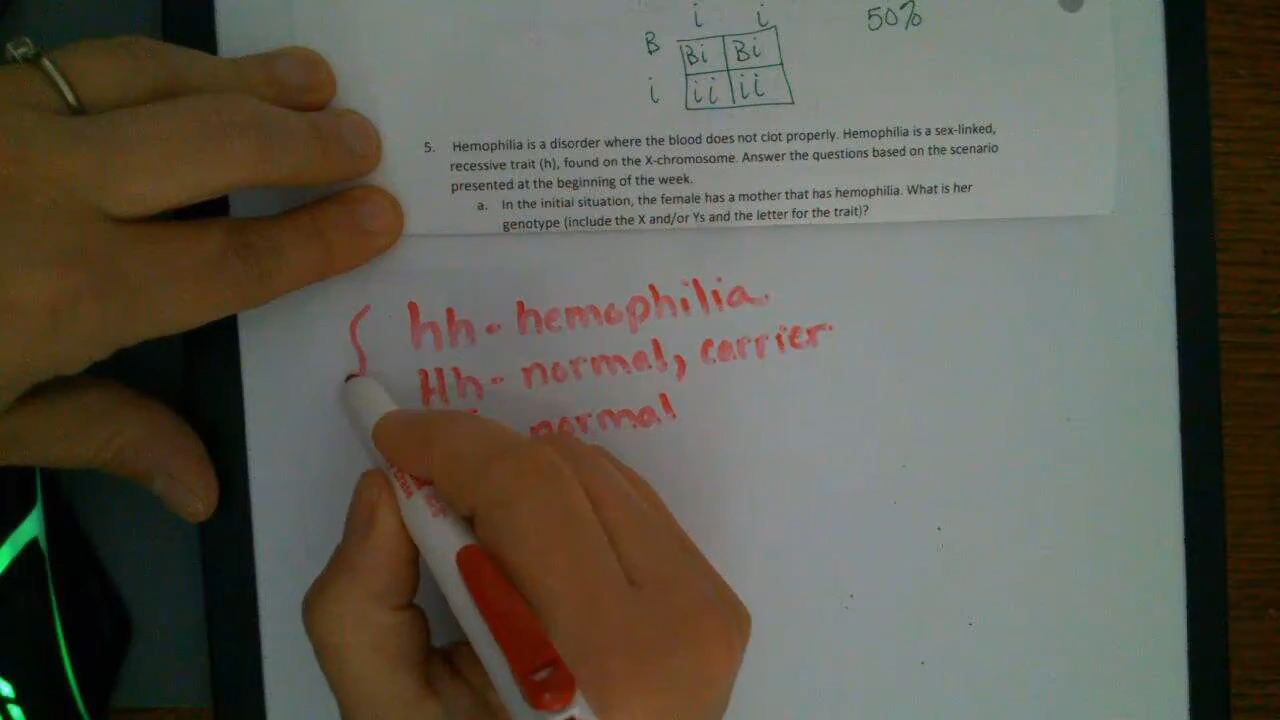 i i
50%
B Bi Bi
i ii ii
5. Hemophilia is a disorder where the blood does not clot properly. Hemophilia is a sex-linked,
recessive trait (h), found on the X-chromosome. Answer the questions based on the scenario
presented at the beginning of the week.
a. In the initial situation, the female has a mother that has hemophilia. What is her
genotype (include the X and/or Ys and the letter for the trait)?
hh - hemophilia.
Hh - normal, carrier.
normal